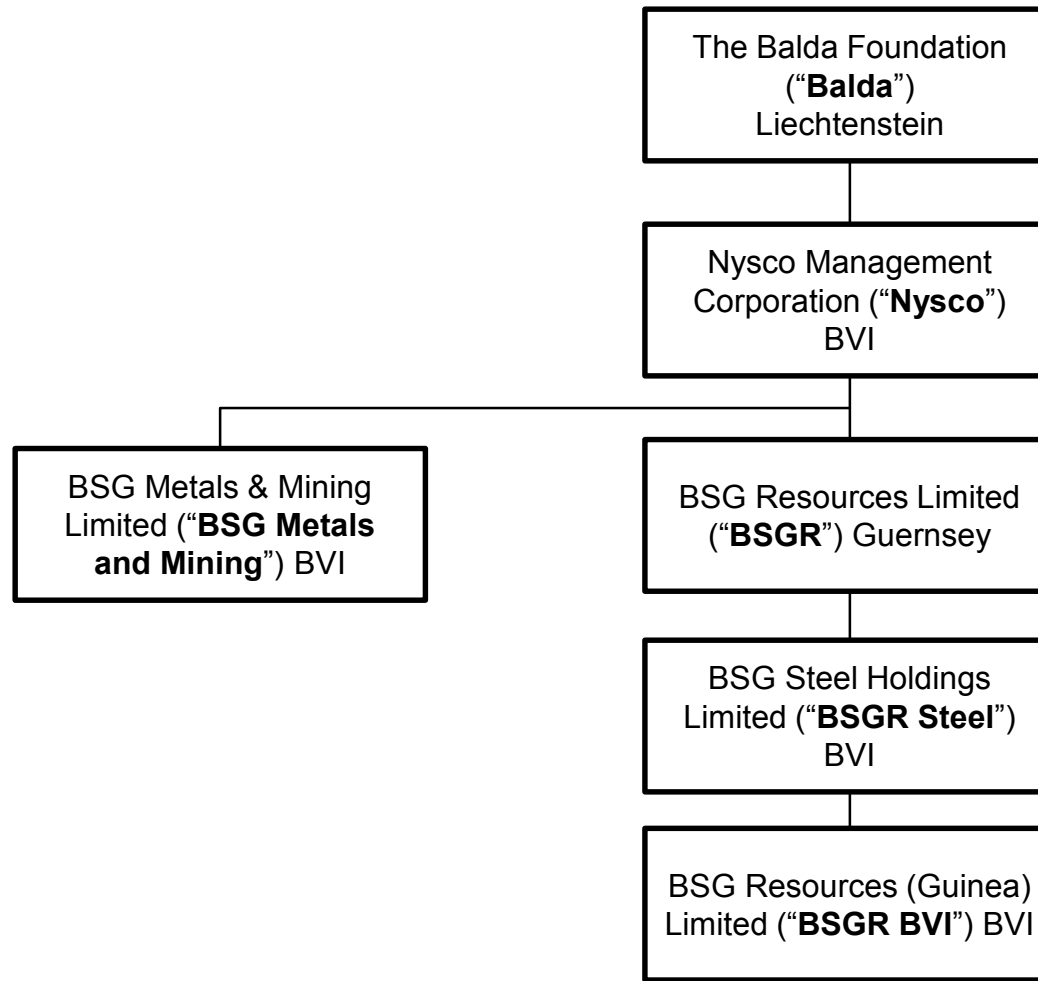 The Balda Foundation
(“Balda”)
Liechtenstein
Nysco Management
Corporation (“Nysco”)
BVI
BSG Metals & Mining
Limited (“BSG Metals
and Mining”) BVI
BSG Resources Limited
(“BSGR”) Guernsey
BSG Steel Holdings
Limited (“BSGR Steel”)
BVI
BSG Resources (Guinea)
Limited (“BSGR BVI”) BVI